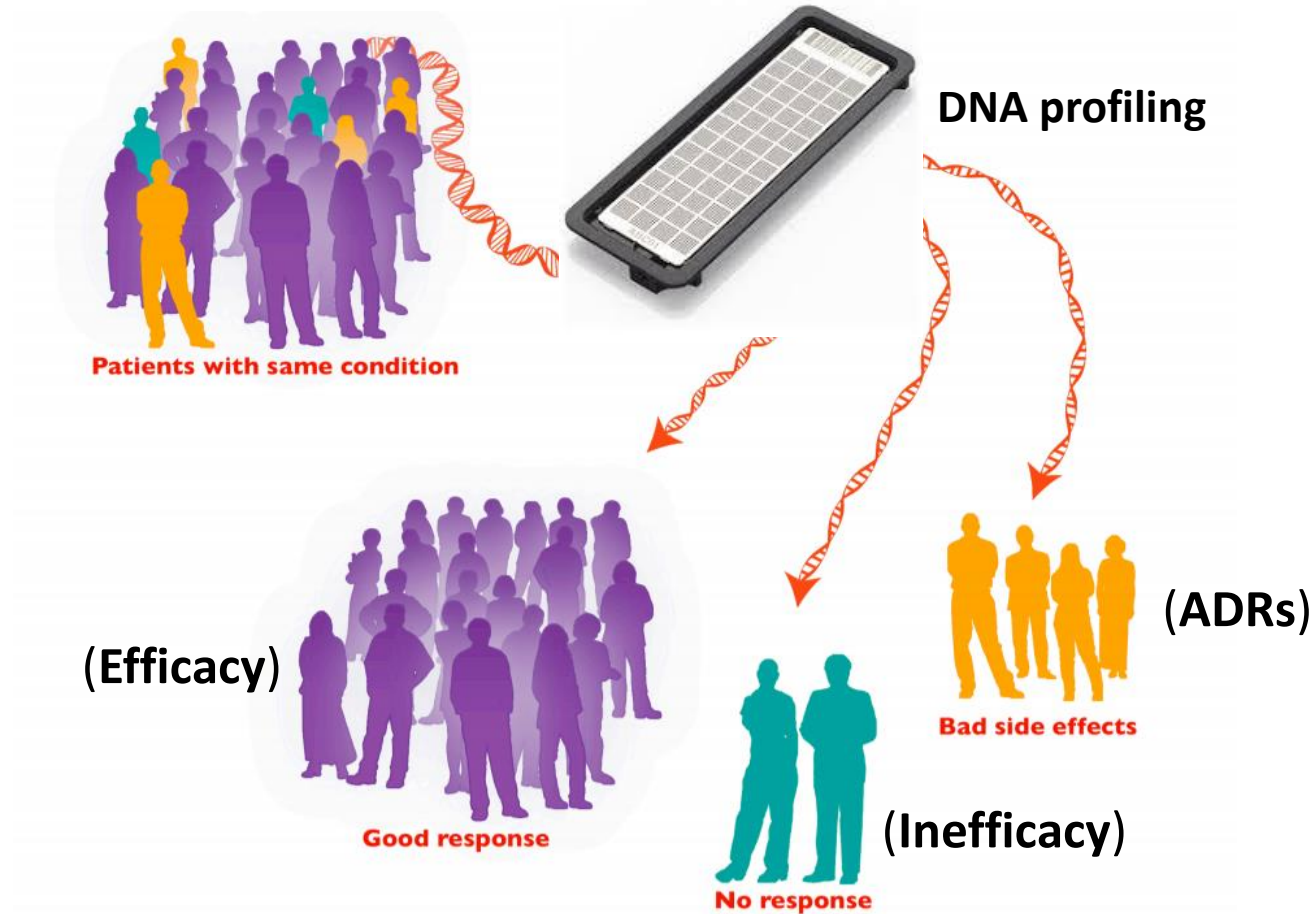 DNA profiling
Patients with same condition
(Efficacy)
Good response
(ADRs)
Bad side effects
(Inefficacy)
No response